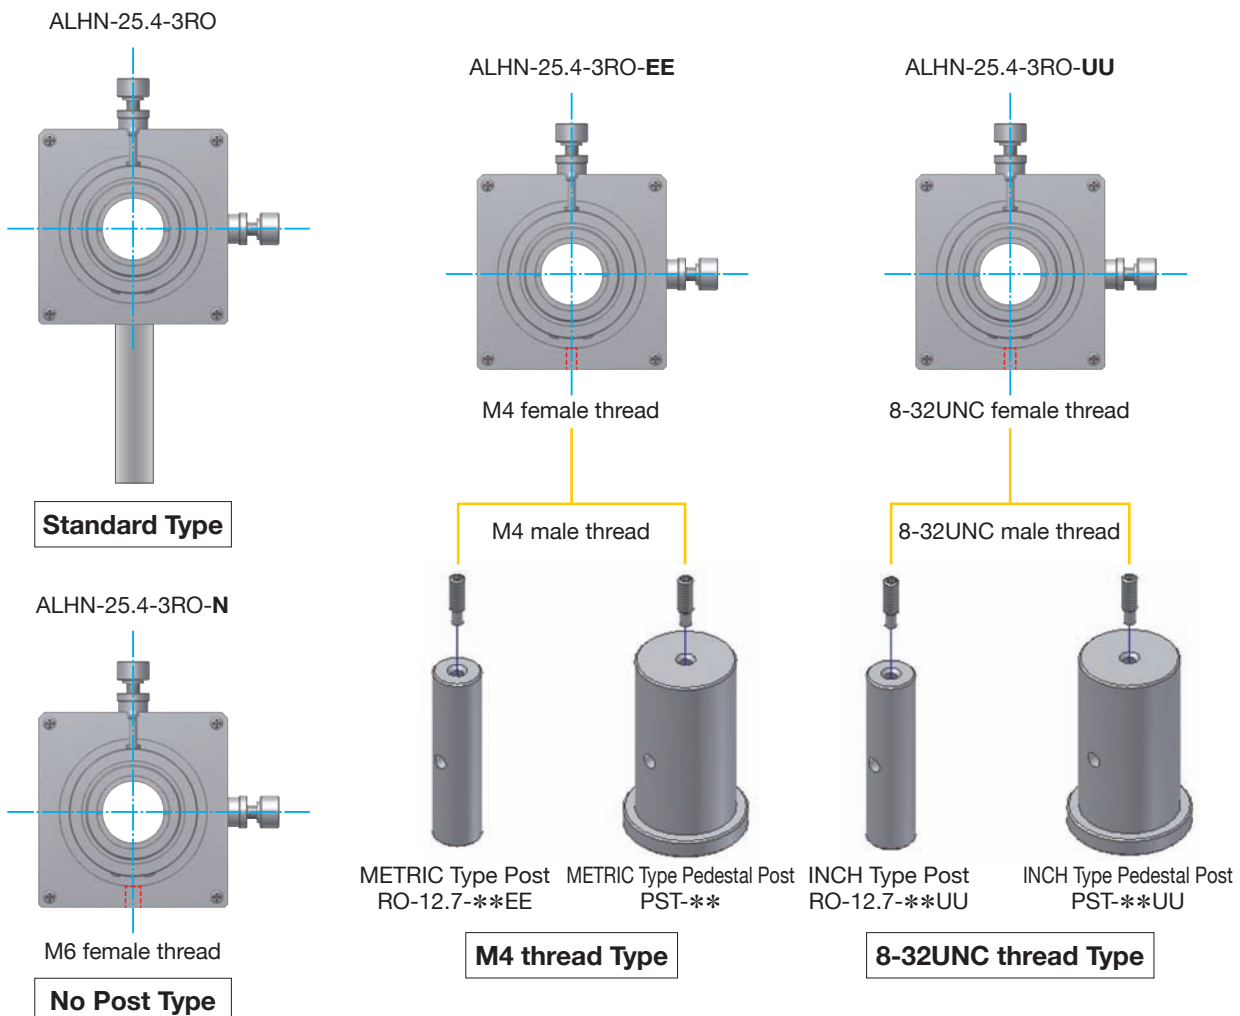 ALHN-25.4-3RO
Standard Type
ALHN-25.4-3RO-N
M6 female thread
No Post Type
ALHN-25.4-3RO-EE
M4 female thread
M4 male thread
METRIC Type Post
RO-12.7-**EE
METRIC Type Pedestal Post
PST-**
M4 thread Type
ALHN-25.4-3RO-UU
8-32UNC female thread
8-32UNC male thread
INCH Type Post
RO-12.7-**UU
INCH Type Pedestal Post
PST-**UU
8-32UNC thread Type